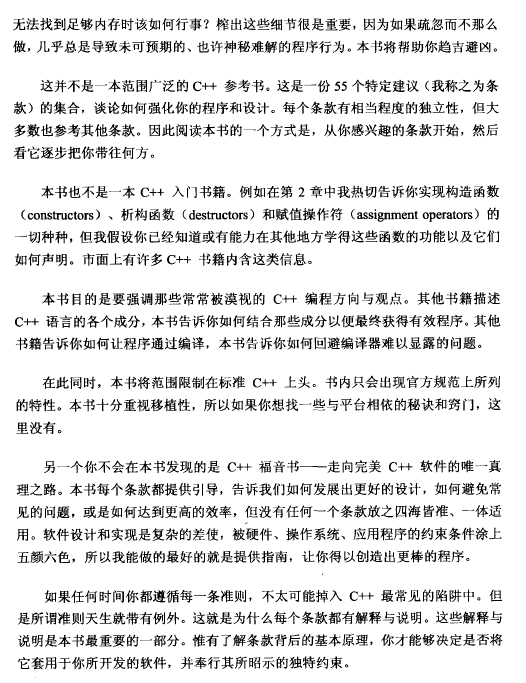 无法找到足够内存时该如何行事？榨出这些细节很是重要，因为如果疏忽而不那么
做，几乎总是导致未可预期的、也许神秘难解的程序行为。本书将帮助你趋吉避凶。
这并不是一本范围广泛的 C++ 参考书。这是一份 55 个特定建议（我称之为条
款）的集合，谈论如何强化你的程序和设计。每个条款有相当程度的独立性，但大
多数也参考其他条款。因此阅读本书的一个方式是，从你感兴趣的条款开始，然后
看它逐步把你带往何方。
本书也不是一本 C++ 入门书籍。例如在第 2 章中我热切告诉你实现构造函数
（constructors）、析构函数（destructors）和赋值操作符（assignment operators）的
一切种种，但我假设你已经知道或有能力在其他地方学得这些函数的功能以及它们
如何声明。市面上有许多 C++ 书籍内含这类信息。
本书目的是要强调那些常常被漠视的 C++ 编程方向与观点。其他书籍描述
C++ 语言的各个成分，本书告诉你如何结合那些成分以便最终获得有效程序。其他
书籍告诉你如何让程序通过编译，本书告诉你如何回避编译器难以显露的问题。
在此同时，本书将范围限制在标准 C++ 上头。书内只会出现官方规范上所列
的特性。本书十分重视移植性，所以如果你想找一些与平台相依的秘诀和窍门，这
里没有。
另一个你不会在本书发现的是 C++ 福音书——走向完美 C++ 软件的唯一真
理之路。本书每个条款都提供引导，告诉我们如何发展出更好的设计，如何避免常
见的问题，或是如何达到更高的效率，但没有任何一个条款放之四海皆准、一体适
用。软件设计和实现是复杂的差使，被硬件、操作系统、应用程序的约束条件涂上
五颜六色，所以我能做的最好的就是提供指南，让你得以创造出更棒的程序。
如果任何时间你都遵循每一条准则，不太可能掉入 C++ 最常见的陷阱中。但
是所谓准则天生就带有例外。这就是为什么每个条款都有解释与说明。这些解释与
说明是本书最重要的一部分。惟有了解条款背后的基本原理，你才能够决定是否将
它套用于你所开发的软件，并奉行其所昭示的独特约束。